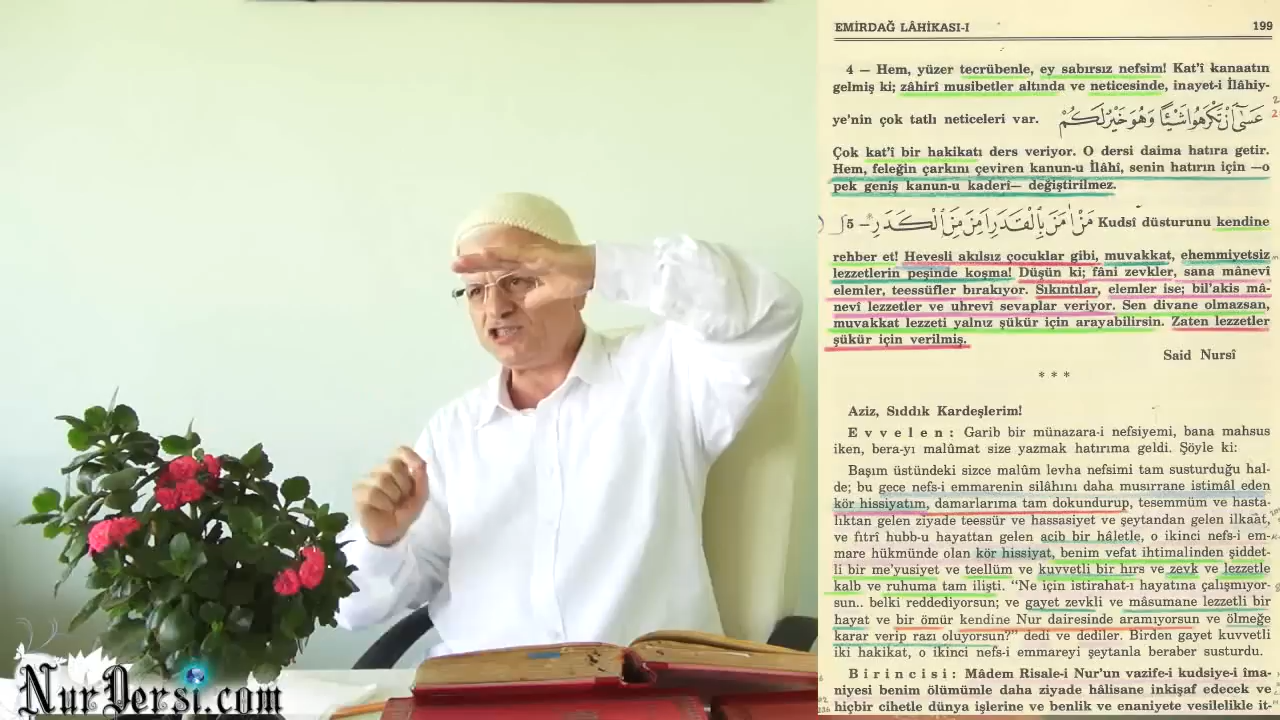 EMİRDAĞ LÂHİKASI-I 199
4 — Hem, yüzer tecrübenle, ey sabırsız nefsim! Kat'î kanaatın
gelmiş ki; zâhirî musibetler altında ve neticesinde, inayet-i İlâhiy-
ye'nin çok tatlı neticeleri var. عَسَىٰٓ اَنْ تَكْرَهُوا شَيْئًا وَهُوَ خَيْرٌ لَكُمْ
Çok kat'î bir hakikatı ders veriyor. O dersi daima hatıra getir.
Hem, feleğin çarkını çeviren kanun-u İlâhî, senin hatırın için —o
pek geniş kanun-u kaderî— değiştirilmez.
5 — مَنْ اٰمَنَ بِالْقَدَرِ اَمِنَ مِنَ الْكَدَرِ Kudsî düsturunu kendine
rehber et! Hevesli akılsız çocuklar gibi, muvakkat, ehemmiyetsiz
lezzetlerin peşinde koşma! Düşün ki; fâni zevkler, sana mânevî
elemler, teessüfler bırakıyor. Sıkıntılar, elemler ise; bil'akis mâ-
nevî lezzetler ve uhrevî sevaplar veriyor. Sen divane olmazsan,
muvakkat lezzeti yalnız şükür için arayabilirsin. Zaten lezzetler
şükür için verilmiş.
Said Nursî
* * *
Aziz, Sıddık Kardeşlerim!
Evvelen: Garib bir münazara-i nefsiyemi, bana mahsus
iken, bera-yı malûmat size yazmak hatırıma geldi. Şöyle ki:
Başım üstündeki sizce malûm levha nefsimi tam susturduğu hal-
de; bu gece nefs-i emmarenin silâhını daha musırrane istimâl eden
kör hissiyatım, damarlarıma tam dokundurup, tesemmüm ve hasta-
lıktan gelen ziyade teessür ve hassasiyet ve şeytandan gelen ilkaât,
ve fıtrî hubb-u hayattan gelen acib bir hâletle, o ikinci nefs-i em-
mare hükmünde olan kör hissiyat, benim vefat ihtimalinden şiddet-
li bir me'yusiyet ve teellüm ve kuvvetli bir hırs ve zevk ve lezzetle
kalb ve ruhuma tam ilişti. "Ne için istirahat-ı hayatına çalışmıyor-
sun.. belki reddediyorsun; ve gayet zevkli ve mâsumane lezzetli bir
hayat ve bir ömür kendine Nur dairesinde aramıyorsun ve ölmeğe
karar verip razı oluyorsun?" dedi ve dediler. Birden gayet kuvvetli
iki hakikat, o ikinci nefs-i emmareyi şeytanla beraber susturdu.
Birincisi: Mâdem Risale-i Nur'un vazife-i kudsiye-i îma-
niyesi benim ölümümle daha ziyade hâlisane inkişaf edecek ve
hiçbir cihetle dünya işlerine ve benlik ve enaniyete vesilelikle it-
NurDersi.com